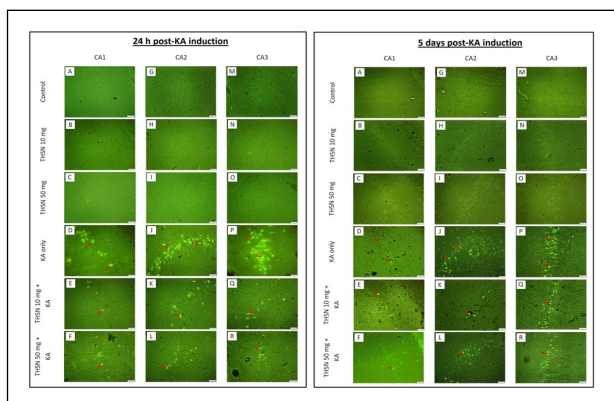 24 h post-KA induction
CA1 CA2 CA3
Control
A G M
THSN 10 mg
B H N
THSN 50 mg
C I O
KA only
D J P
THSN 10 mg +
KA
E K Q
THSN 50 mg +
KA
F L R
5 days post-KA induction
CA1 CA2 CA3
Control
A G M
THSN 10 mg
B H N
THSN 50 mg
C I O
KA only
D J P
THSN 10 mg +
KA
E K Q
THSN 50 mg +
KA
F L R